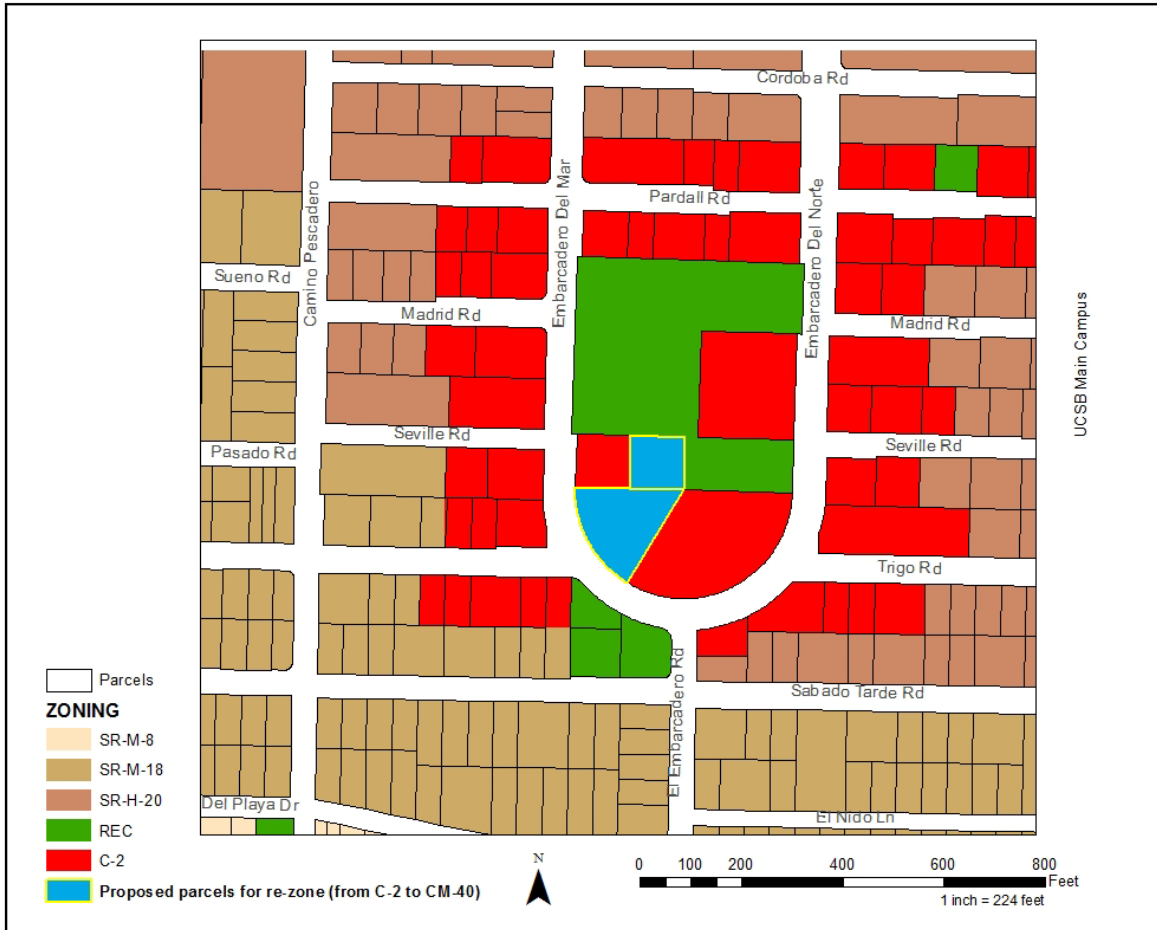 Cordoba Rd
Pardall Rd
Camino Pescadero
Embarcadero Del Mar
Embarcadero Del Norte
Sueno Rd
Madrid Rd
Madrid Rd
UCSB Main Campus
Seville Rd
Seville Rd
Pasado Rd
Trigo Rd
El Embarcadero Rd
Sabado Tarde Rd
Del Playa Dr
El Nido Ln
Parcels
ZONING
SR-M-8
SR-M-18
SR-H-20
REC
C-2
Proposed parcels for re-zone (from C-2 to CM-40)
N
0 100 200 400 600 800
Feet
1 inch = 224 feet